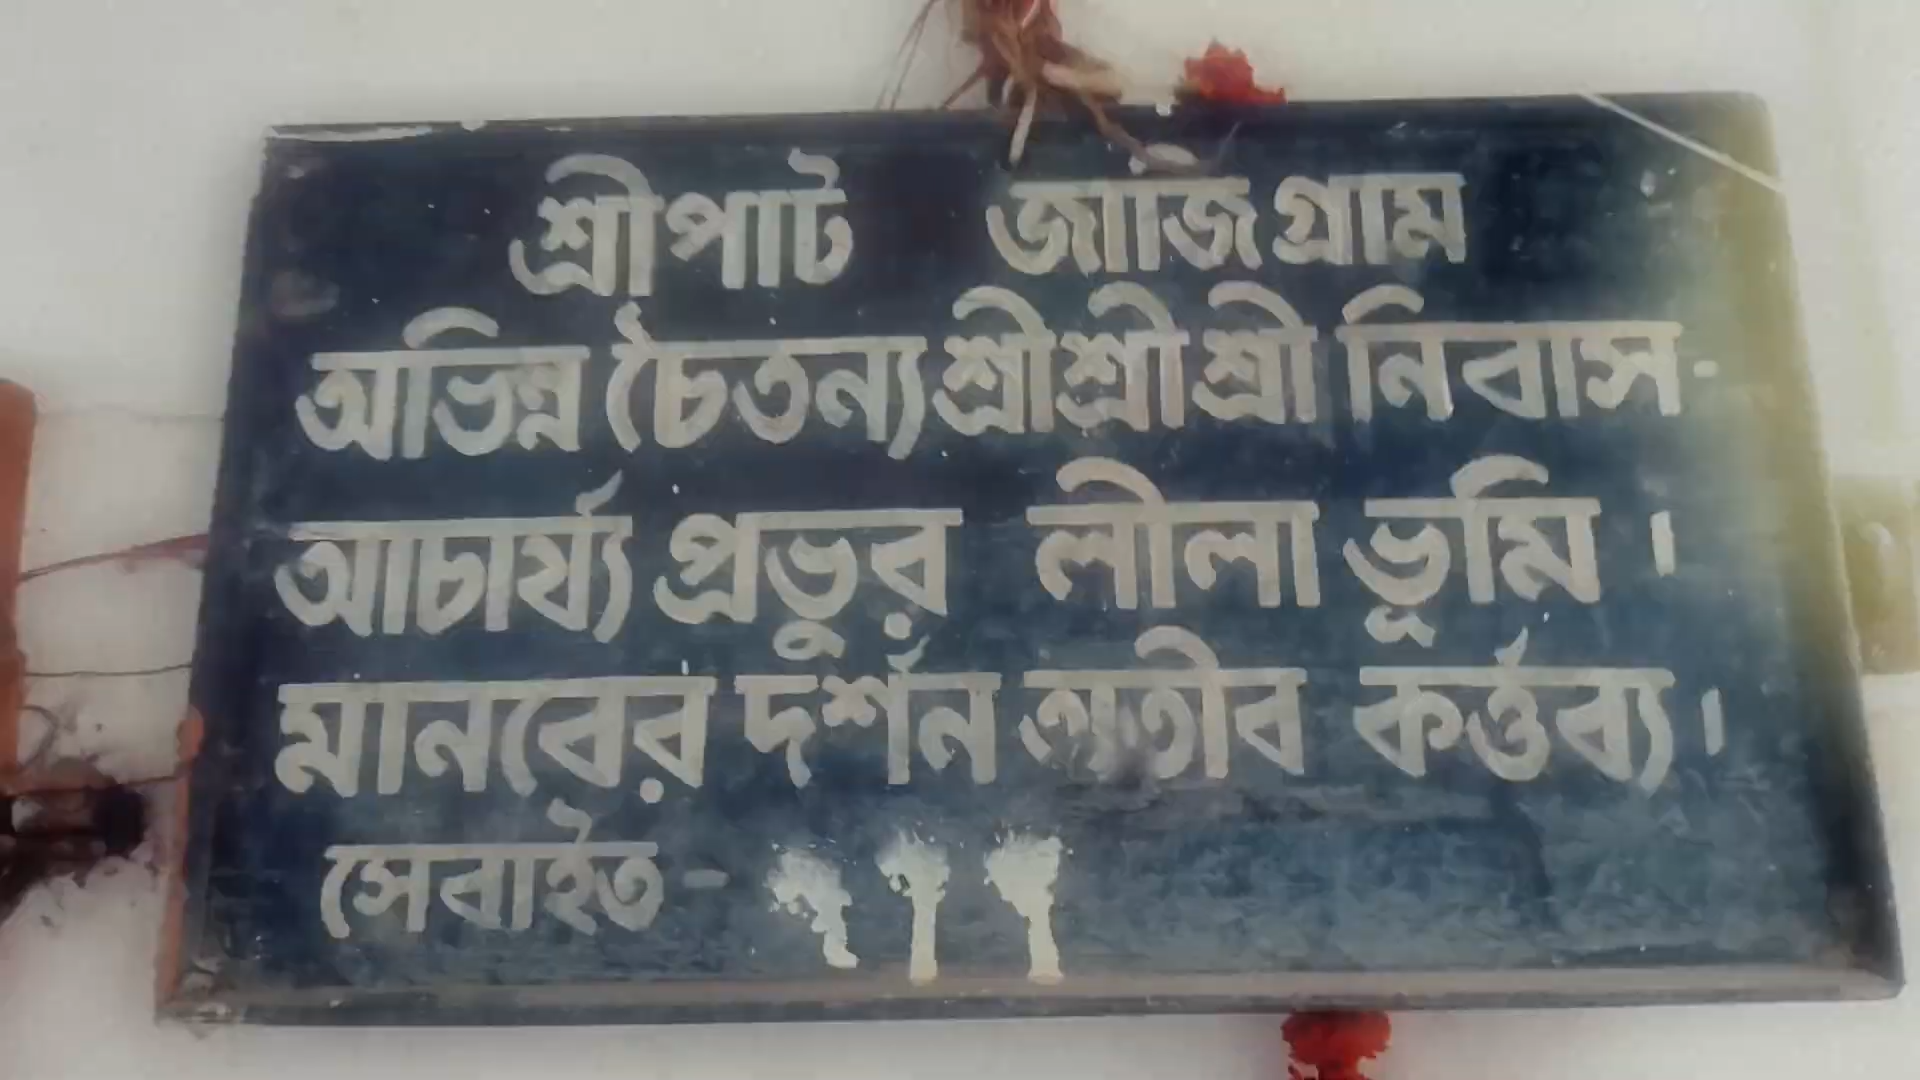 শ্রীপাট জাজিগ্রাম
অভিন্ন চৈতন্য শ্রীশ্রী শ্রী নিবাস-
আচার্য্য প্রভুর লীলা ভূমি ।
মানবের দর্শন অতীব কর্ত্তব্য ।
সেবাইত -